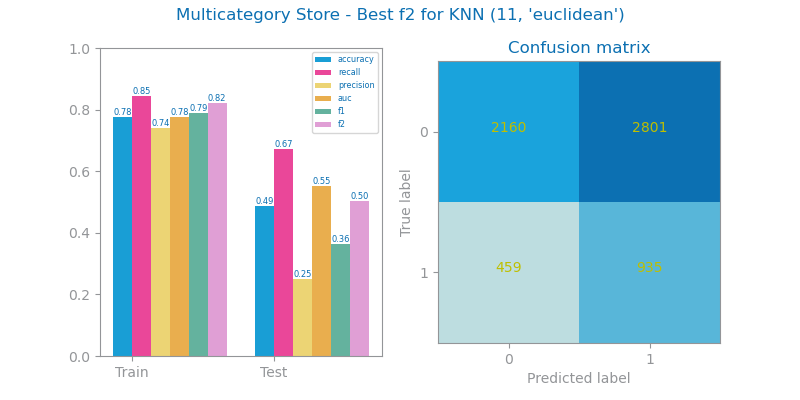 Multicategory Store - Best f2 for KNN (11, 'euclidean')
1.0
0.8
0.6
0.4
0.2
0.0
0.78
0.85
0.74
0.78
0.79
0.82
0.49
0.67
0.25
0.55
0.36
0.50
accuracy
recall
precision
auc
f1
f2
Train
Test
Confusion matrix
True label
0
1
2160
2801
459
0
1
Predicted label